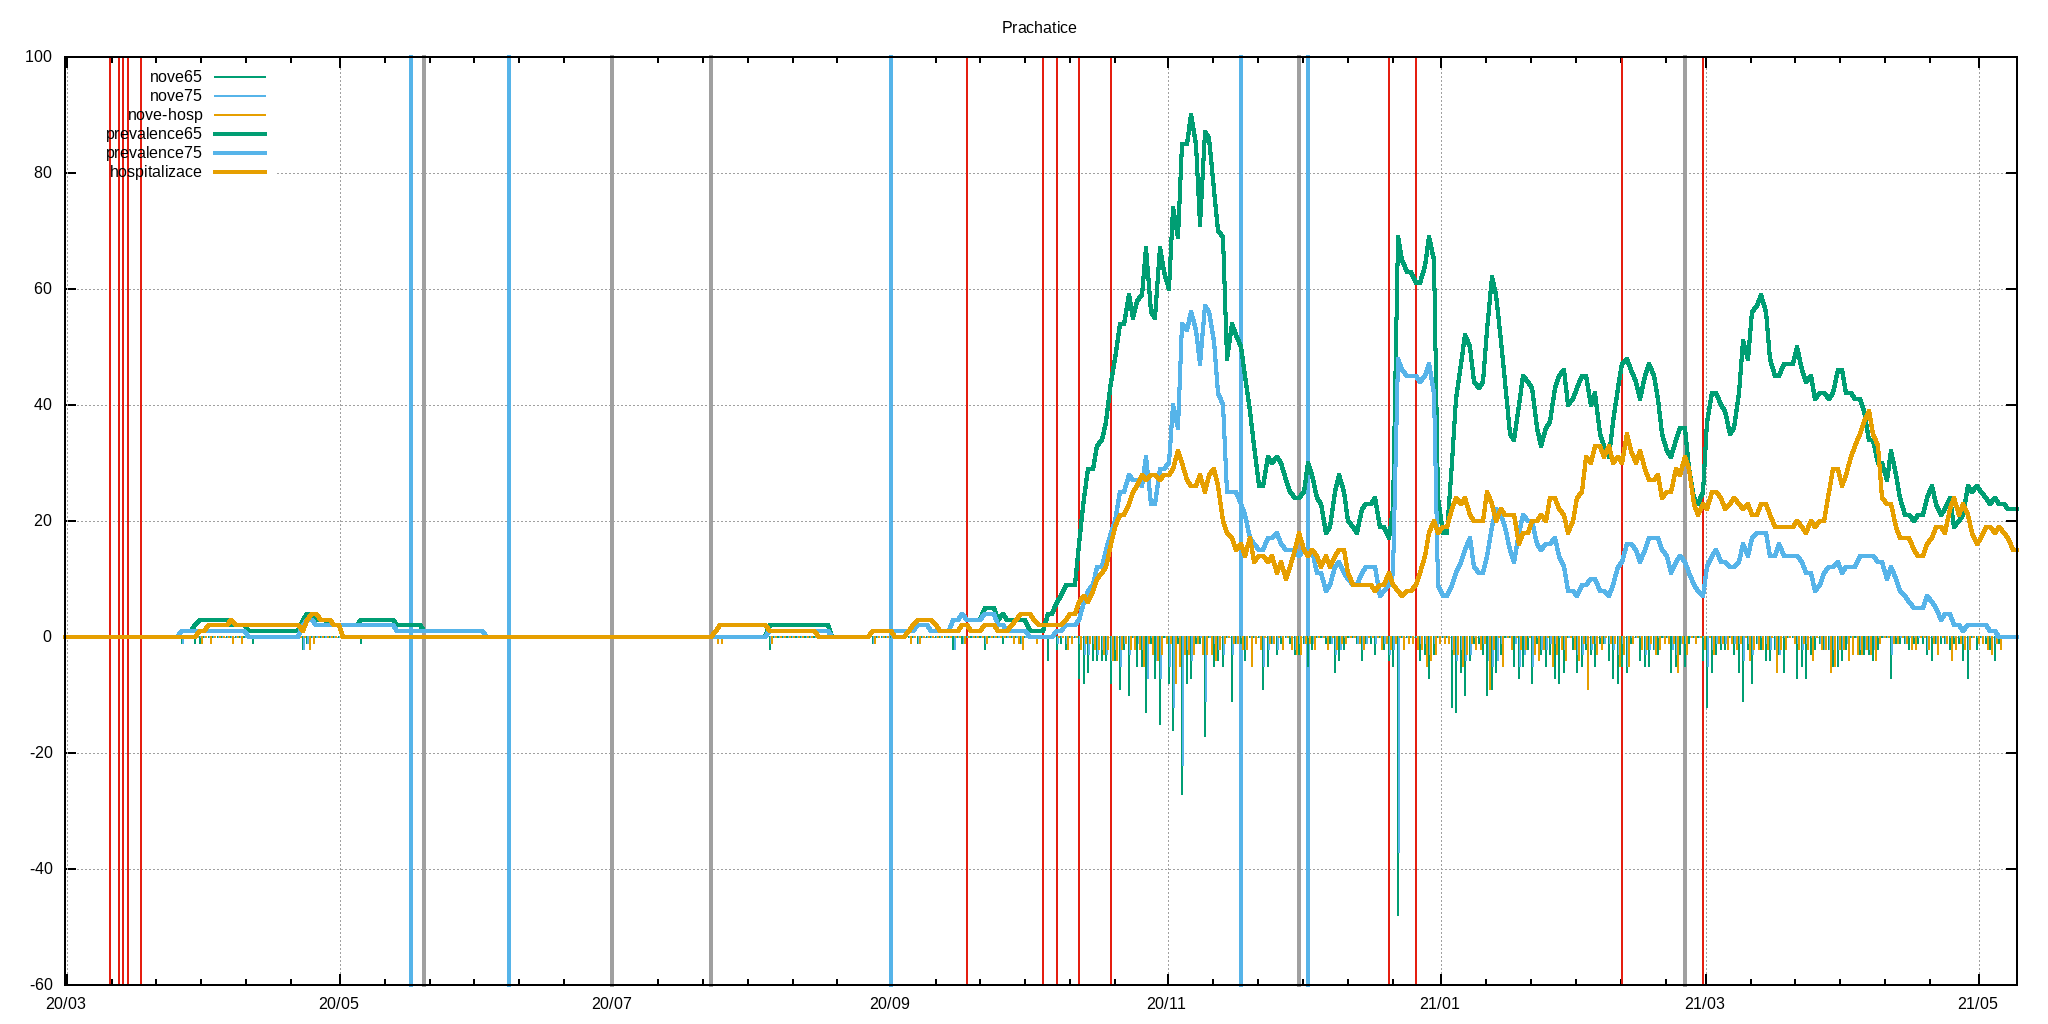 Prachatice
100
80
60
40
20
0
-20
-40
-60
nove65
nove75
nove-hosp
prevalence65
prevalence75
hospitalizace
20/03 20/05 20/07 20/09 20/11 21/01 21/03 21/05